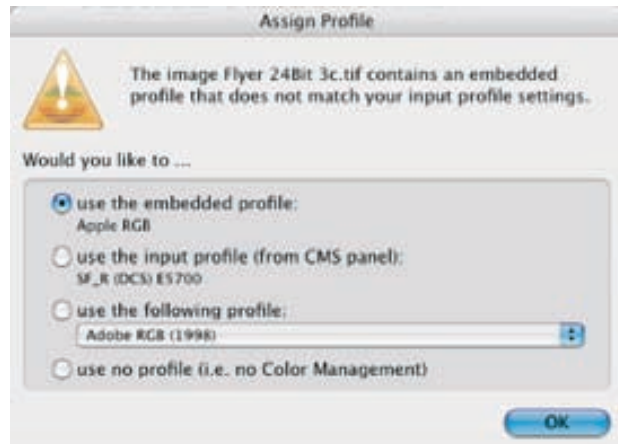 Assign Profile
The image Flyer 24Bit 3c.tif contains an embedded
profile that does not match your input profile settings.
Would you like to ...
use the embedded profile:
Apple RGB
use the input profile (from CMS panel):
SF_R (DCS) E5700
use the following profile:
Adobe RGB (1998)
use no profile (i.e. no Color Management)
OK